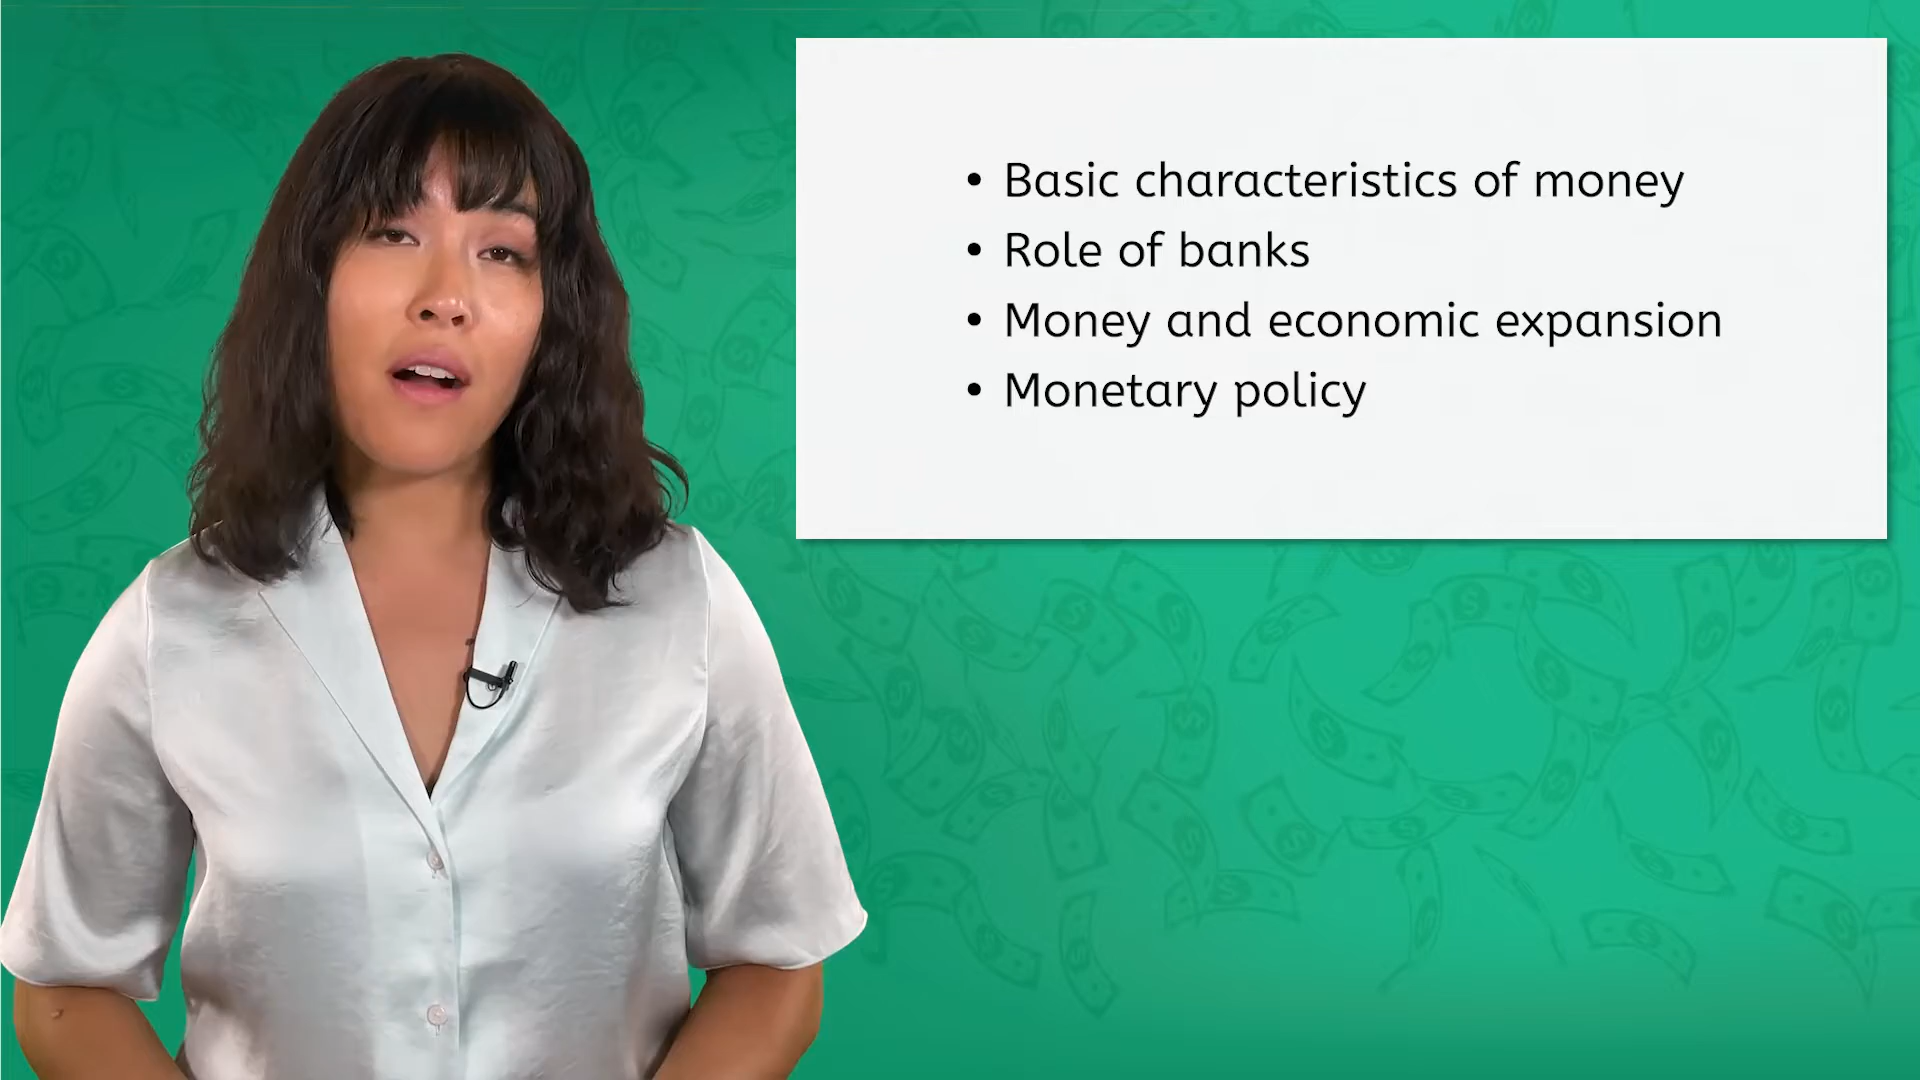 • Basic characteristics of money
• Role of banks
• Money and economic expansion
• Monetary policy